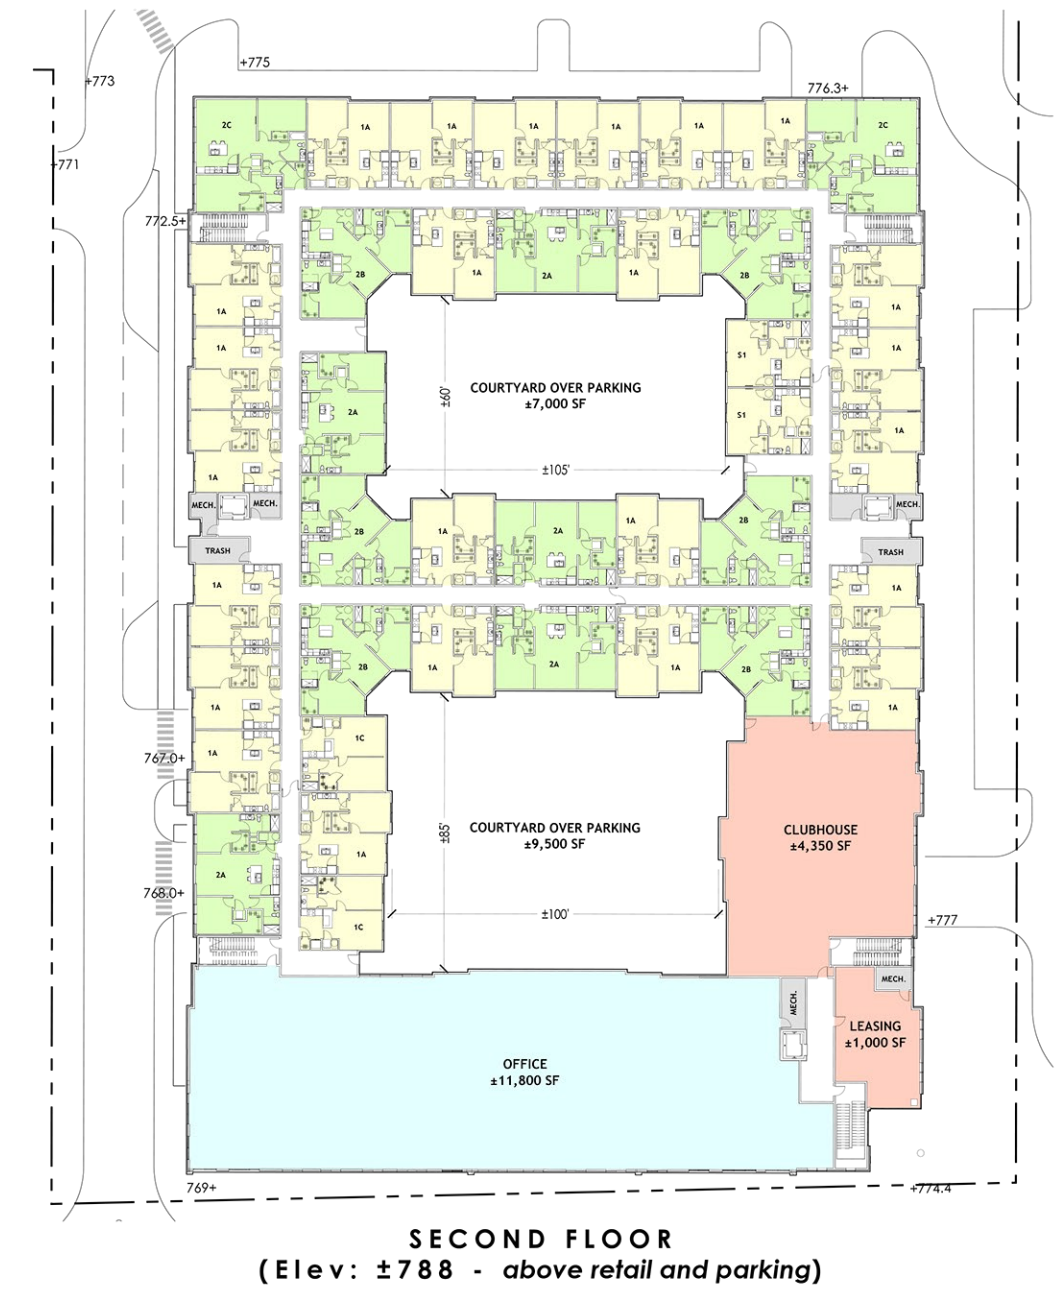 +775
+773
776.3+
2C
1A
1A
1A
1A
1A
1A
2C
+771
772.5+
2B
1A
2A
1A
2B
1A
1A
1A
1A
S1
COURTYARD OVER PARKING
±7,000 SF
±60'
2A
S1
1A
±105'
1A
MECH.
MECH.
MECH.
2B
1A
2A
1A
2B
TRASH
TRASH
1A
1A
2B
1A
2A
1A
2B
1A
1A
±85'
1A
1C
767.0+
COURTYARD OVER PARKING
±9,500 SF
CLUBHOUSE
±4,350 SF
1A
2A
768.0+
±100'
1C
+777
MECH.
MECH.
LEASING
±1,000 SF
OFFICE
±11,800 SF
769+
+774.4
SECOND FLOOR
(Elev: ±788 - above retail and parking)